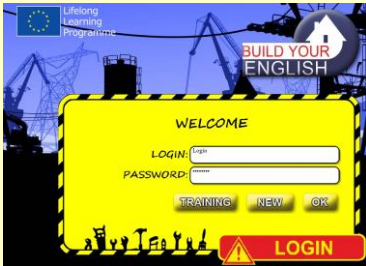 Lifelong
Learning
Programme
BUILD YOUR
ENGLISH
WELCOME
LOGIN: Login
PASSWORD: ••••••••
TRAINING NEW OK
LOGIN